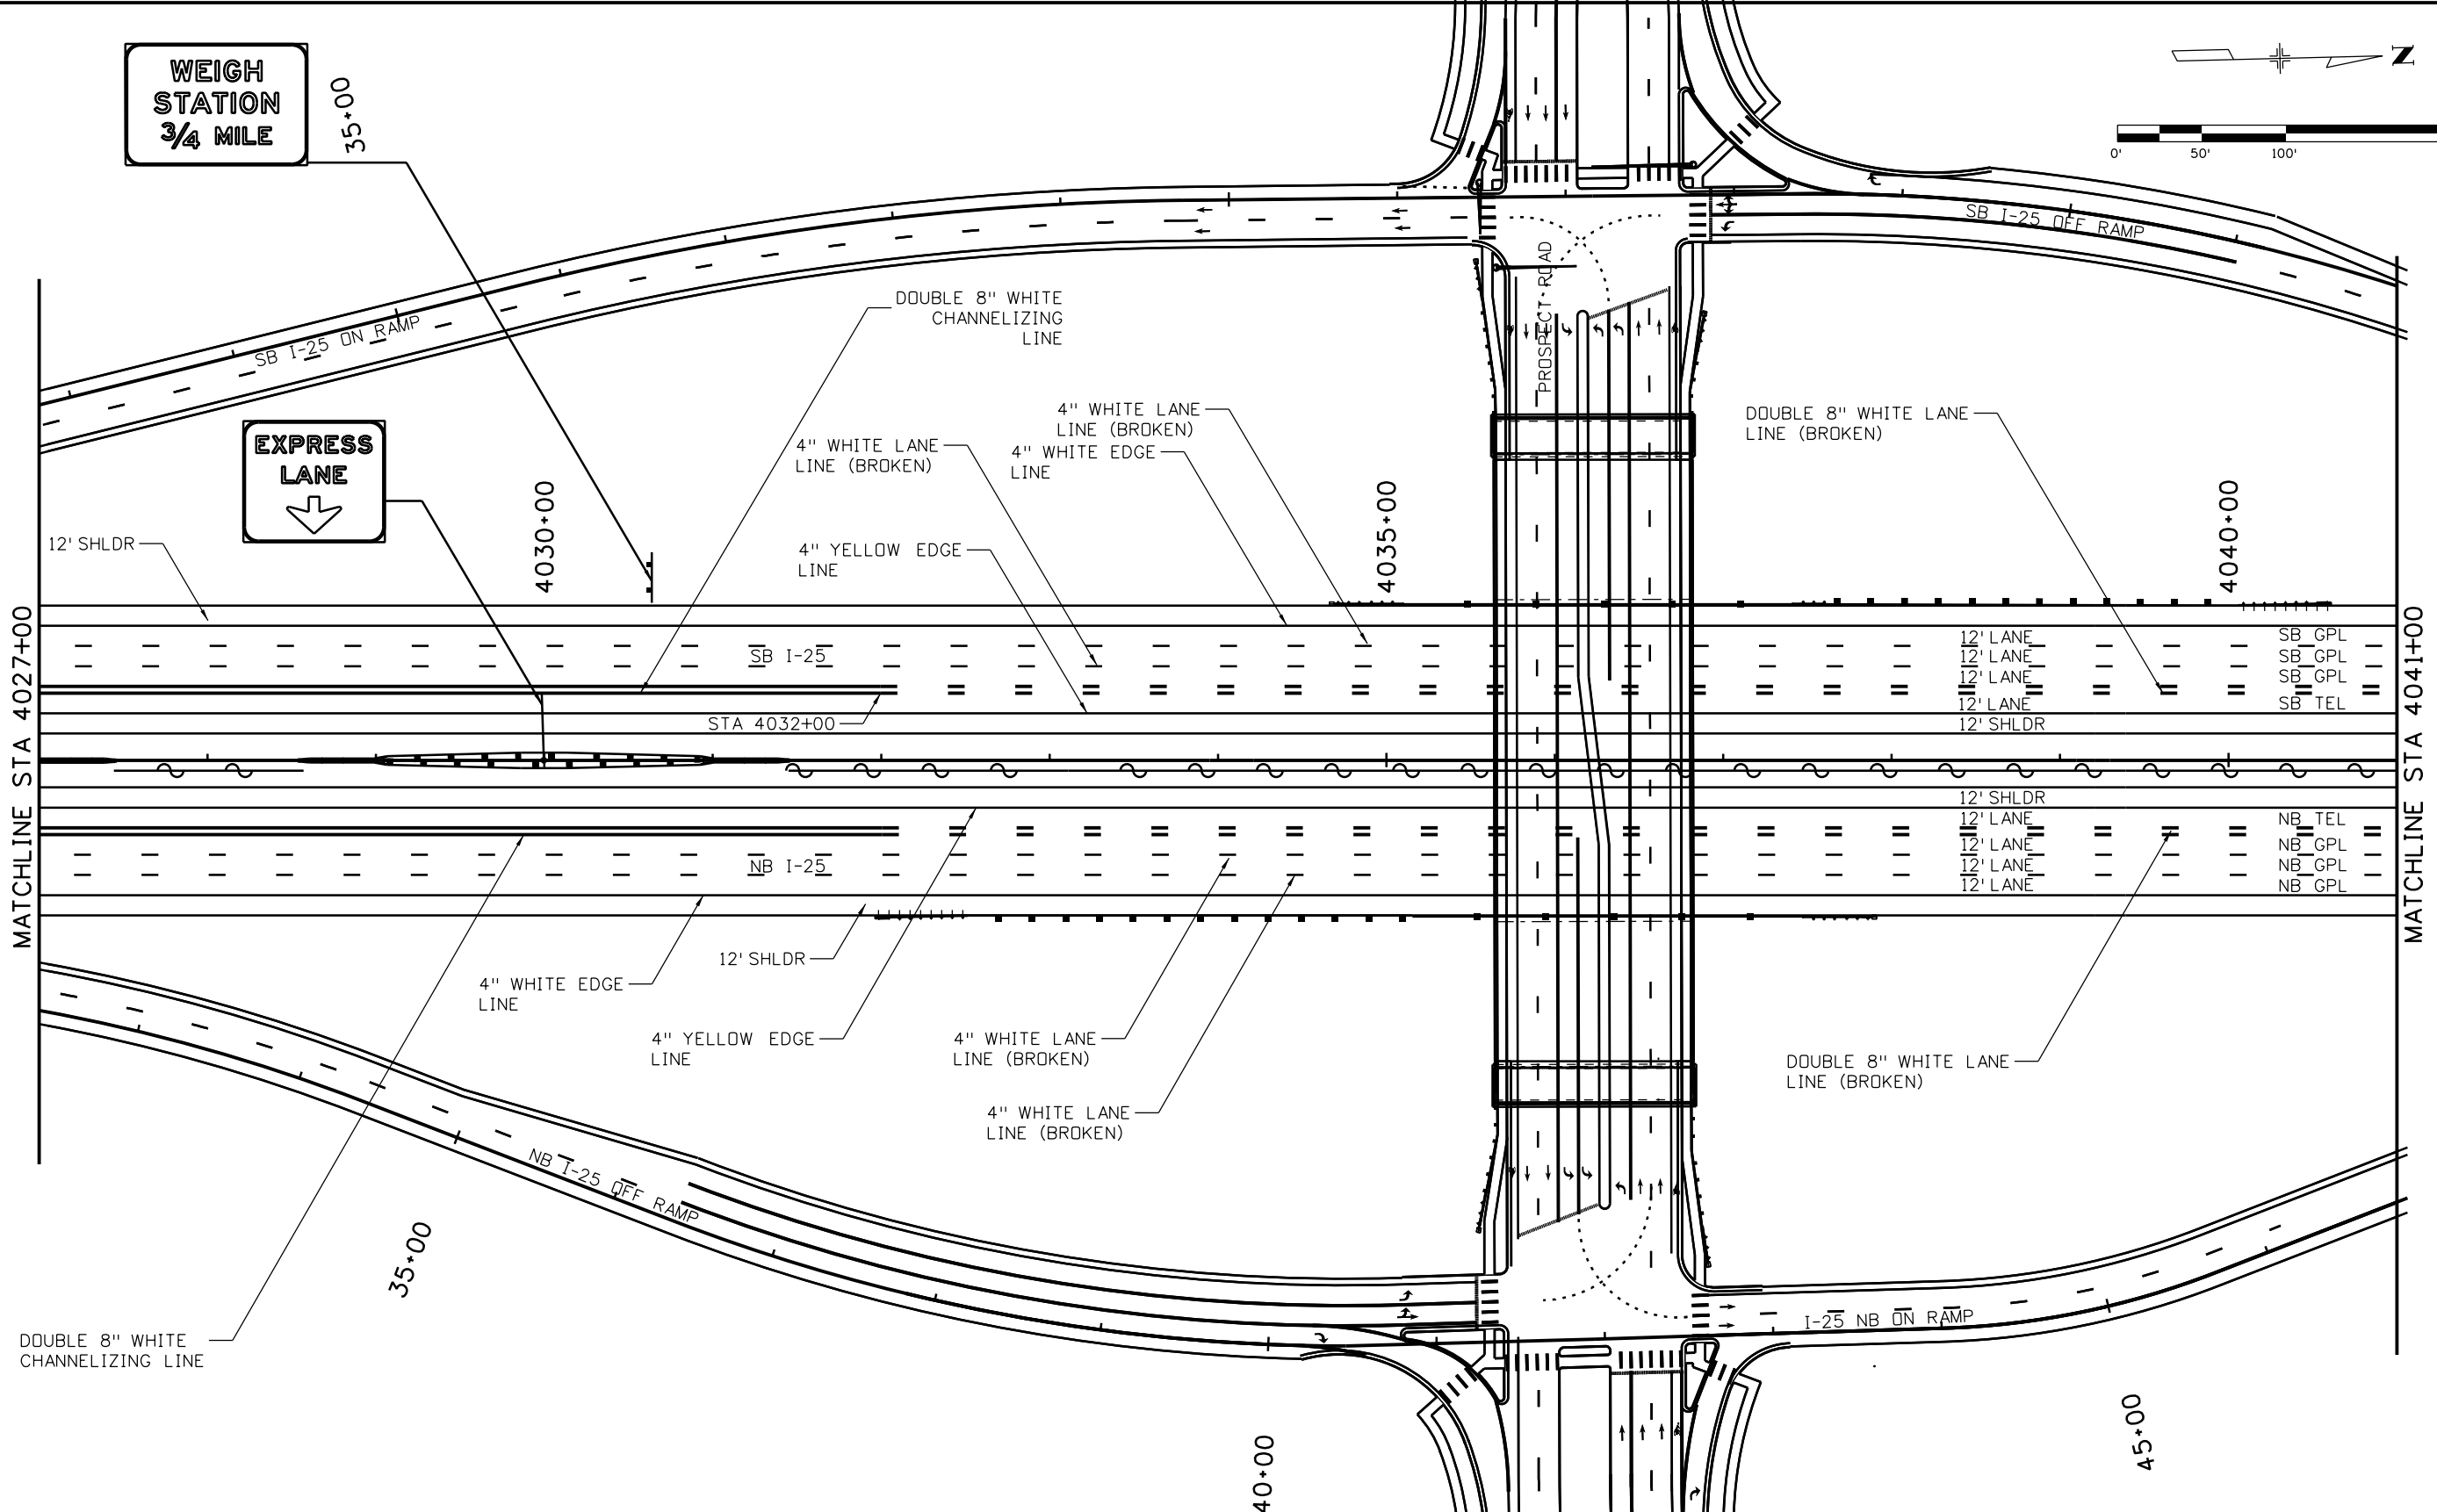 WEIGH
STATION
3/4 MILE
35+00
N
0' 50' 100'
SB I-25 OFF RAMP
PROSPECT ROAD
SB I-25 ON RAMP
DOUBLE 8" WHITE
CHANNELIZING
LINE
EXPRESS
LANE
4" WHITE LANE
LINE (BROKEN)
4" WHITE LANE
LINE (BROKEN)
4" WHITE EDGE
LINE
DOUBLE 8" WHITE LANE
LINE (BROKEN)
12' SHLDR
4030+00
4" YELLOW EDGE
LINE
4035+00
4040+00
MATCHLINE STA 4027+00
SB I-25
STA 4032+00
12' LANE SB GPL
12' LANE SB GPL
12' LANE SB GPL
12' LANE SB TEL
12' SHLDR
12' SHLDR
12' LANE NB TEL
12' LANE NB GPL
12' LANE NB GPL
12' LANE NB GPL
MATCHLINE STA 4041+00
NB I-25
12' SHLDR
4" WHITE EDGE
LINE
4" YELLOW EDGE
LINE
4" WHITE LANE
LINE (BROKEN)
4" WHITE LANE
LINE (BROKEN)
DOUBLE 8" WHITE LANE
LINE (BROKEN)
NB I-25 OFF RAMP
35+00
DOUBLE 8" WHITE
CHANNELIZING LINE
I-25 NB ON RAMP
40+00
45+00